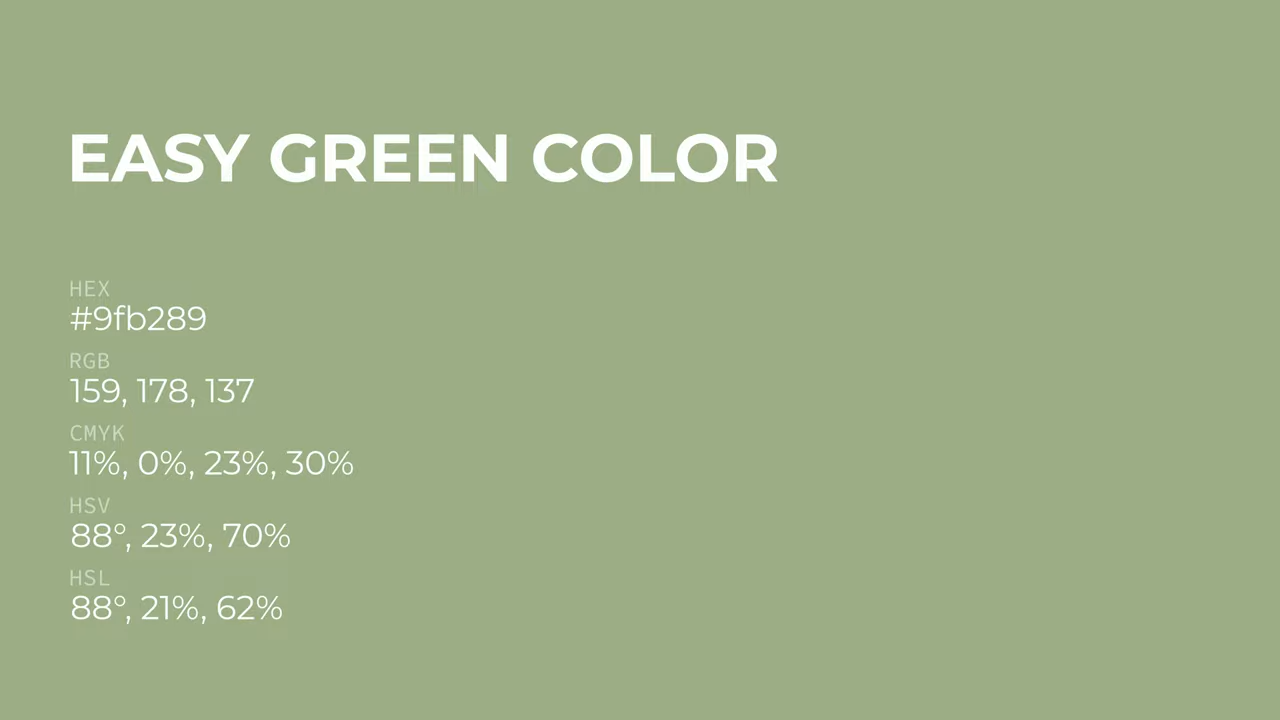 EASY GREEN COLOR
HEX
#9fb289
RGB
159, 178, 137
CMYK
11%, 0%, 23%, 30%
HSV
88°, 23%, 70%
HSL
88°, 21%, 62%